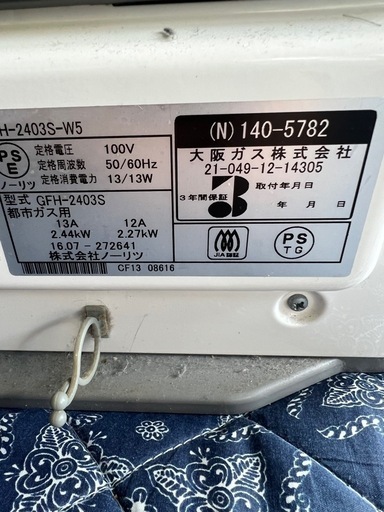 H-2403S-W5
PS
E
ノーリツ
定格電圧 100V
定格周波数 50/60Hz
定格消費電力 13/13W
型式 GFH-2403S
都市ガス用
13A 12A
2.44kW 2.27kW
16.07-272641
株式会社ノーリツ
CF13 08616
(N) 140-5782
大阪ガス株式会社
21-049-12-14305
3年間保証
3
取付年月日
年 月 日
JIA認証
PS
TG